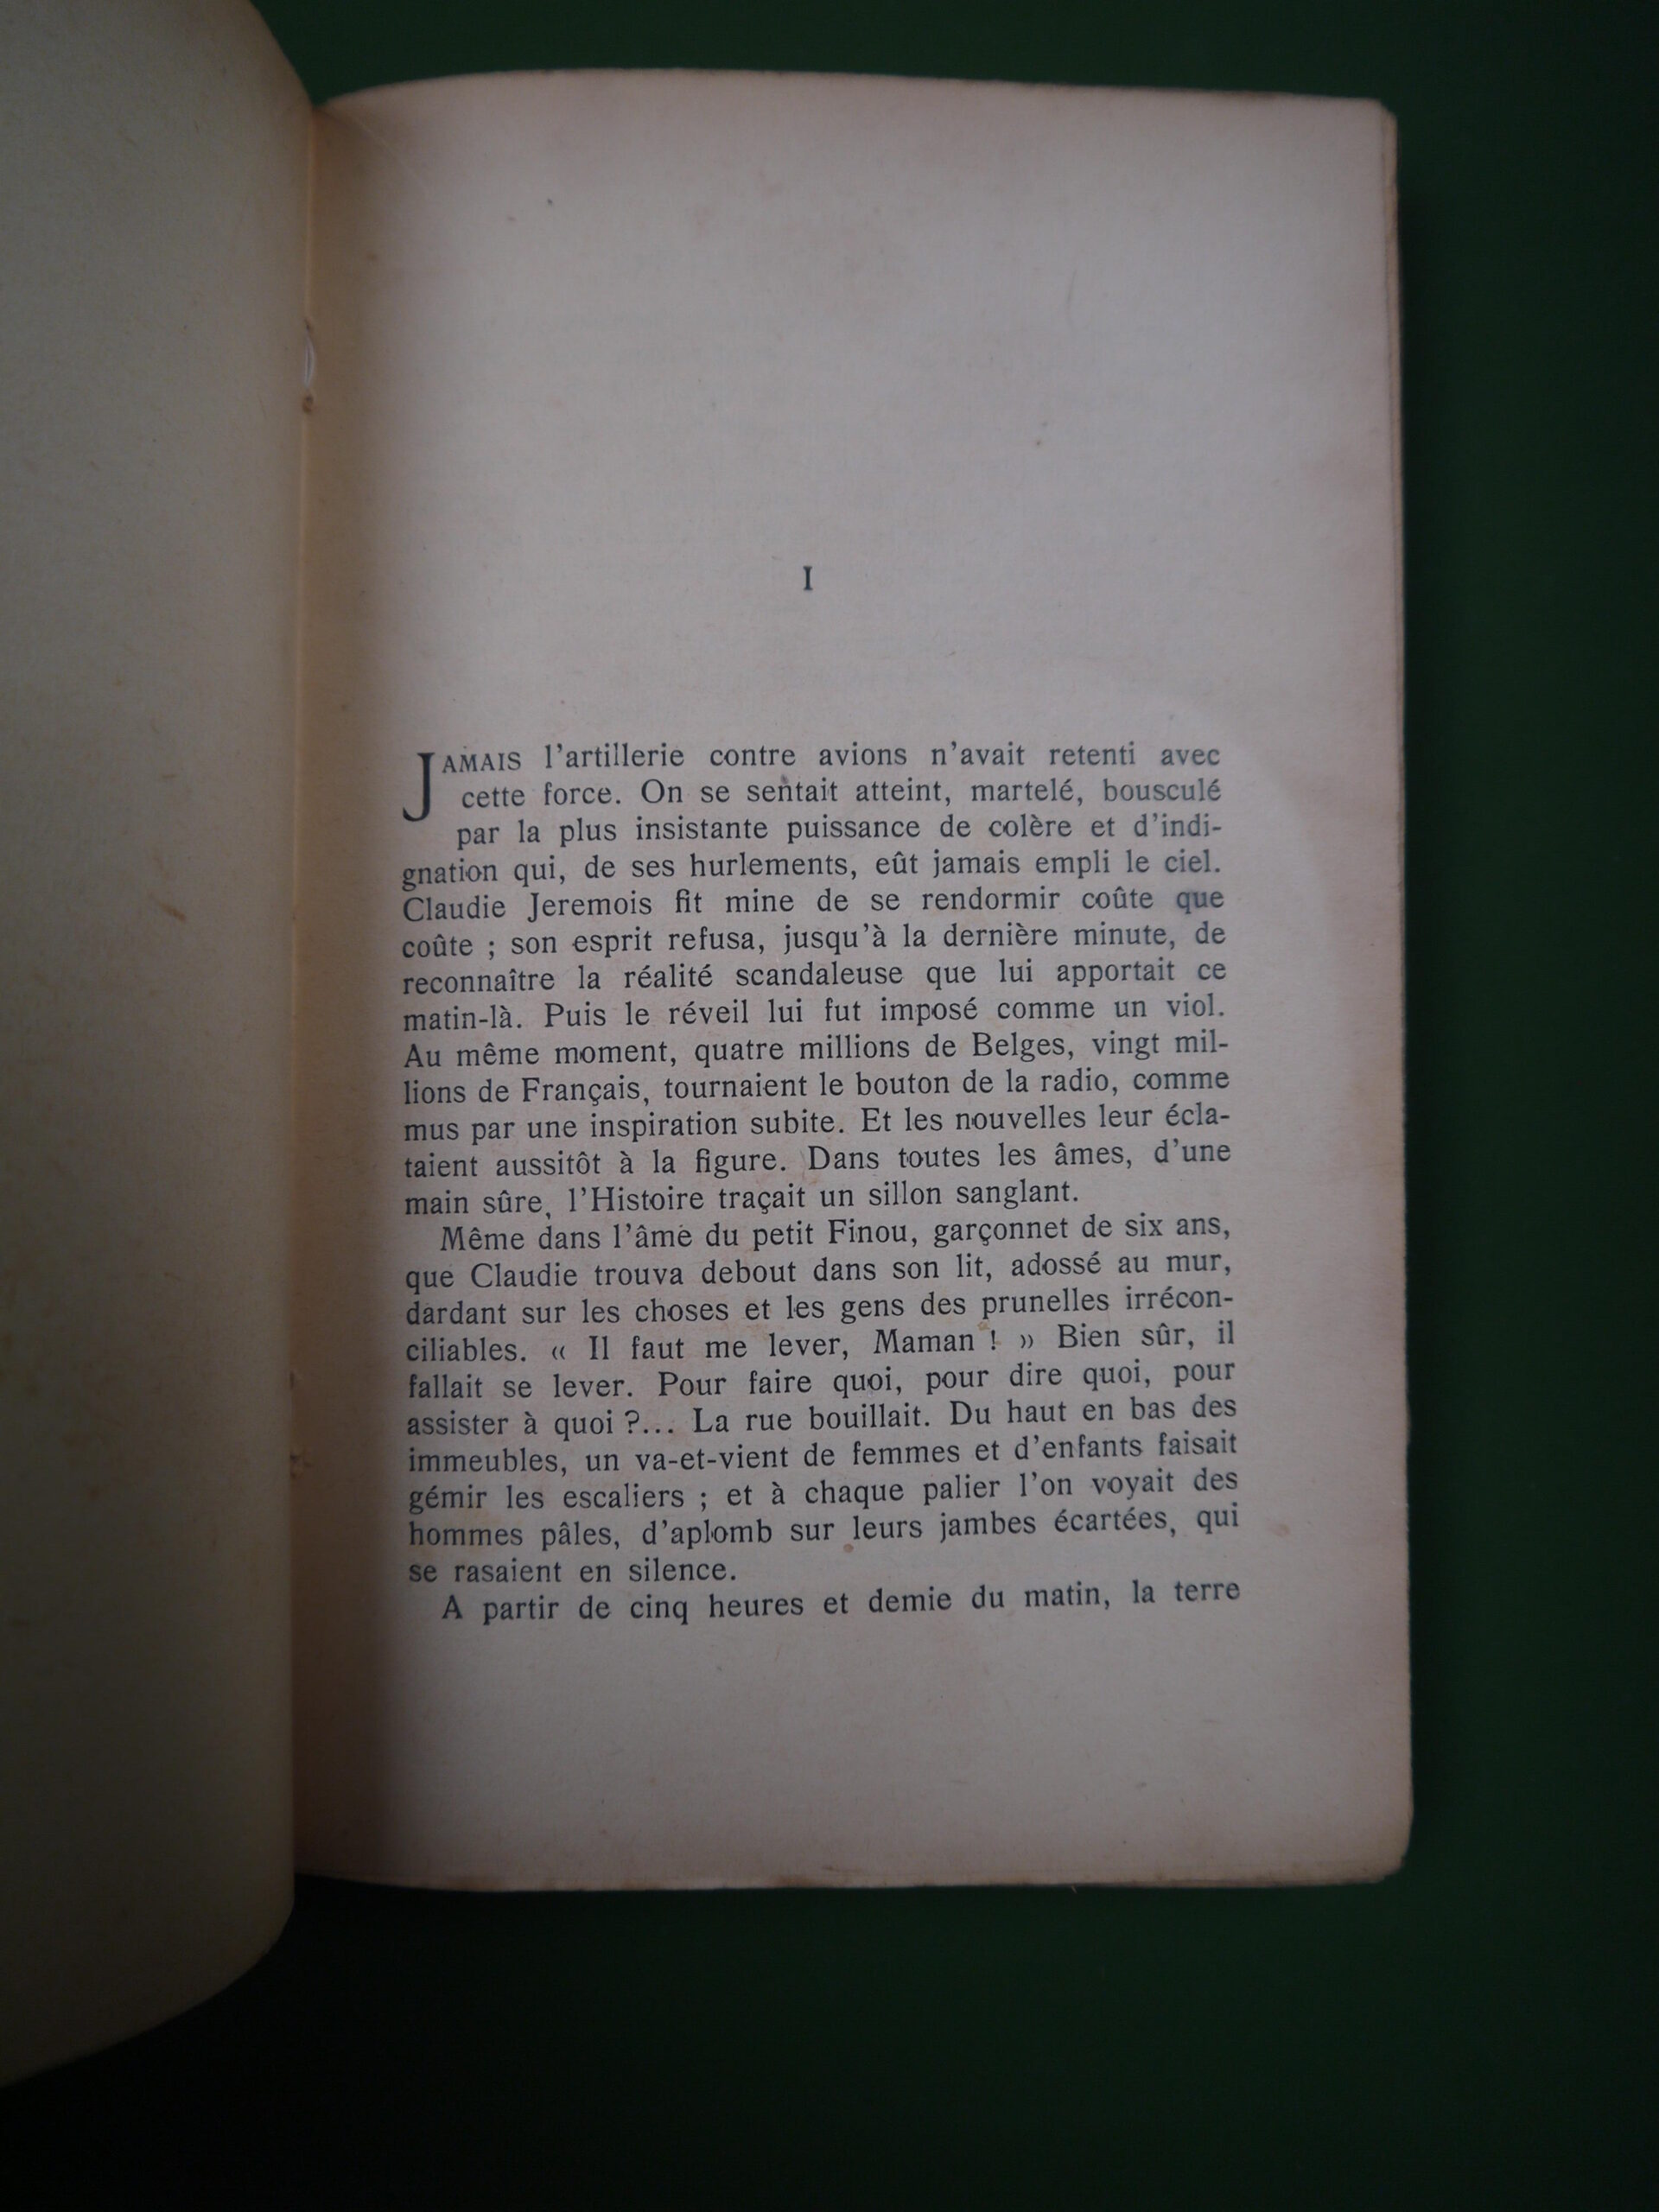 I
JAMAIS l'artillerie contre avions n'avait retenti avec
cette force. On se sentait atteint, martelé, bousculé
par la plus insistante puissance de colère et d'indi-
gnation qui, de ses hurlements, eût jamais empli le ciel.
Claudie Jeremois fit mine de se rendormir coûte que
coûte ; son esprit refusa, jusqu'à la dernière minute, de
reconnaître la réalité scandaleuse que lui apportait ce
matin-là. Puis le réveil lui fut imposé comme un viol.
Au même moment, quatre millions de Belges, vingt mil-
lions de Français, tournaient le bouton de la radio, comme
mus par une inspiration subite. Et les nouvelles leur écla-
taient aussitôt à la figure. Dans toutes les âmes, d'une
main sûre, l'Histoire traçait un sillon sanglant.
Même dans l'âme du petit Finou, garçonnet de six ans,
que Claudie trouva debout dans son lit, adossé au mur,
dardant sur les choses et les gens des prunelles irrécon-
ciliables. « Il faut me lever, Maman ! » Bien sûr, il
fallait se lever. Pour faire quoi, pour dire quoi, pour
assister à quoi ?... La rue bouillait. Du haut en bas des
immeubles, un va-et-vient de femmes et d'enfants faisait
gémir les escaliers ; et à chaque palier l'on voyait des
hommes pâles, d'aplomb sur leurs jambes écartées, qui
se rasaient en silence.
A partir de cinq heures et demie du matin, la terre